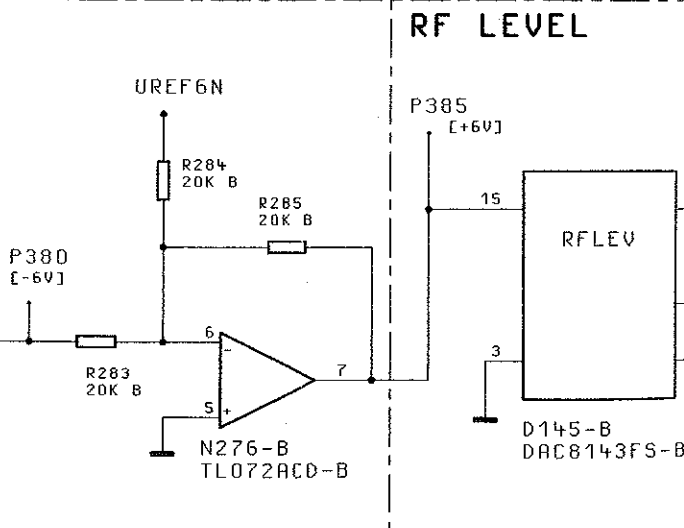 RF LEVEL
UREF6N
P385
[+6V]
R284
20K B
R285
20K B
15
RFLEV
P380
[-6V]
6
-
R283
20K B
7
3
5
+
N276-B
TL072ACD-B
D145-B
DAC8143FS-B